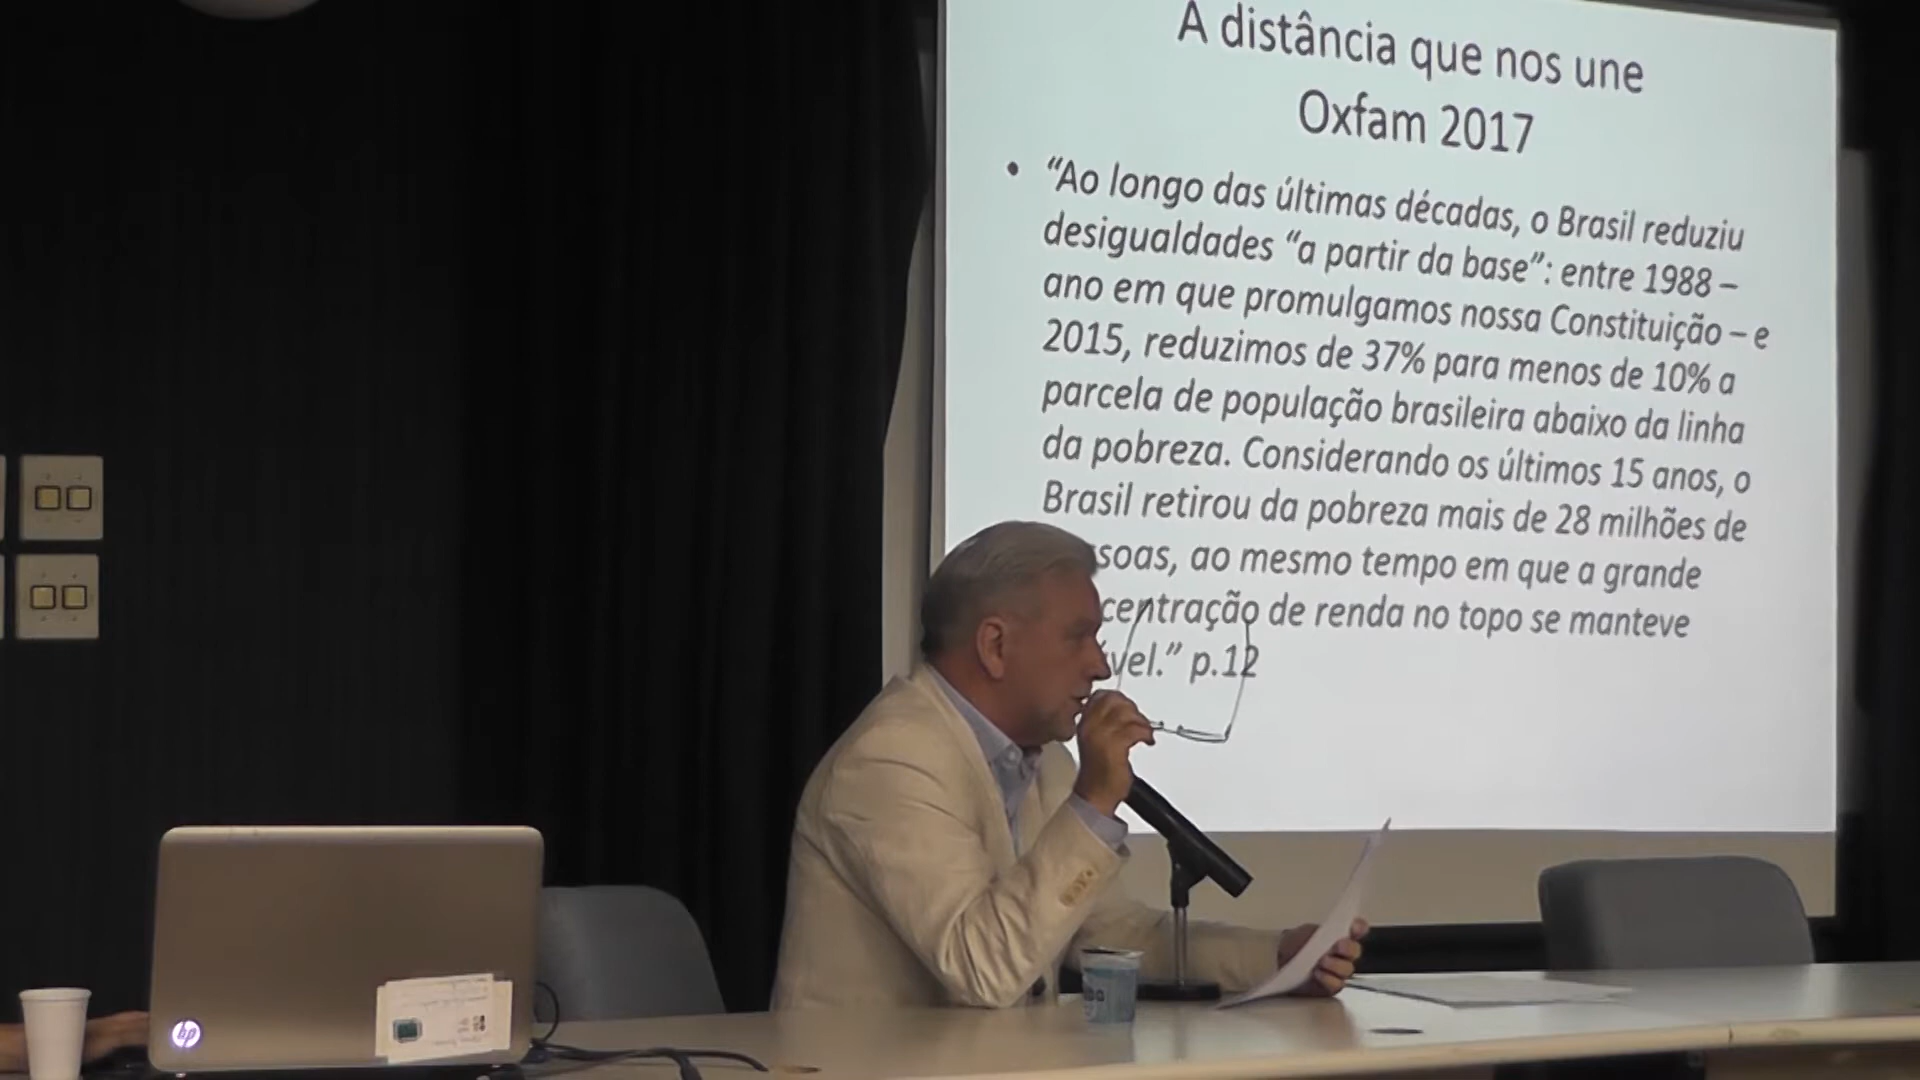 A distância que nos une
Oxfam 2017
• “Ao longo das últimas décadas, o Brasil reduziu
desigualdades “a partir da base”: entre 1988 –
ano em que promulgamos nossa Constituição – e
2015, reduzimos de 37% para menos de 10% a
parcela de população brasileira abaixo da linha
da pobreza. Considerando os últimos 15 anos, o
Brasil retirou da pobreza mais de 28 milhões de
soas, ao mesmo tempo em que a grande
centração de renda no topo se manteve
vel.” p.12
hp